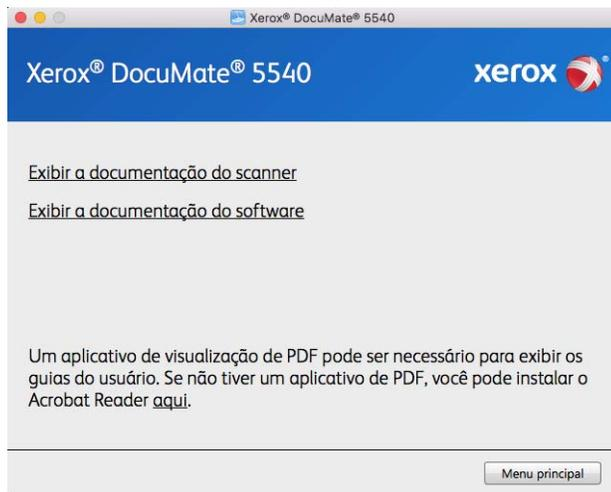 Xerox® DocuMate® 5540
Xerox® DocuMate® 5540
xerox
Exibir a documentação do scanner
Exibir a documentação do software
Um aplicativo de visualização de PDF pode ser necessário para exibir os
guias do usuário. Se não tiver um aplicativo de PDF, você pode instalar o
Acrobat Reader aqui.
Menu principal